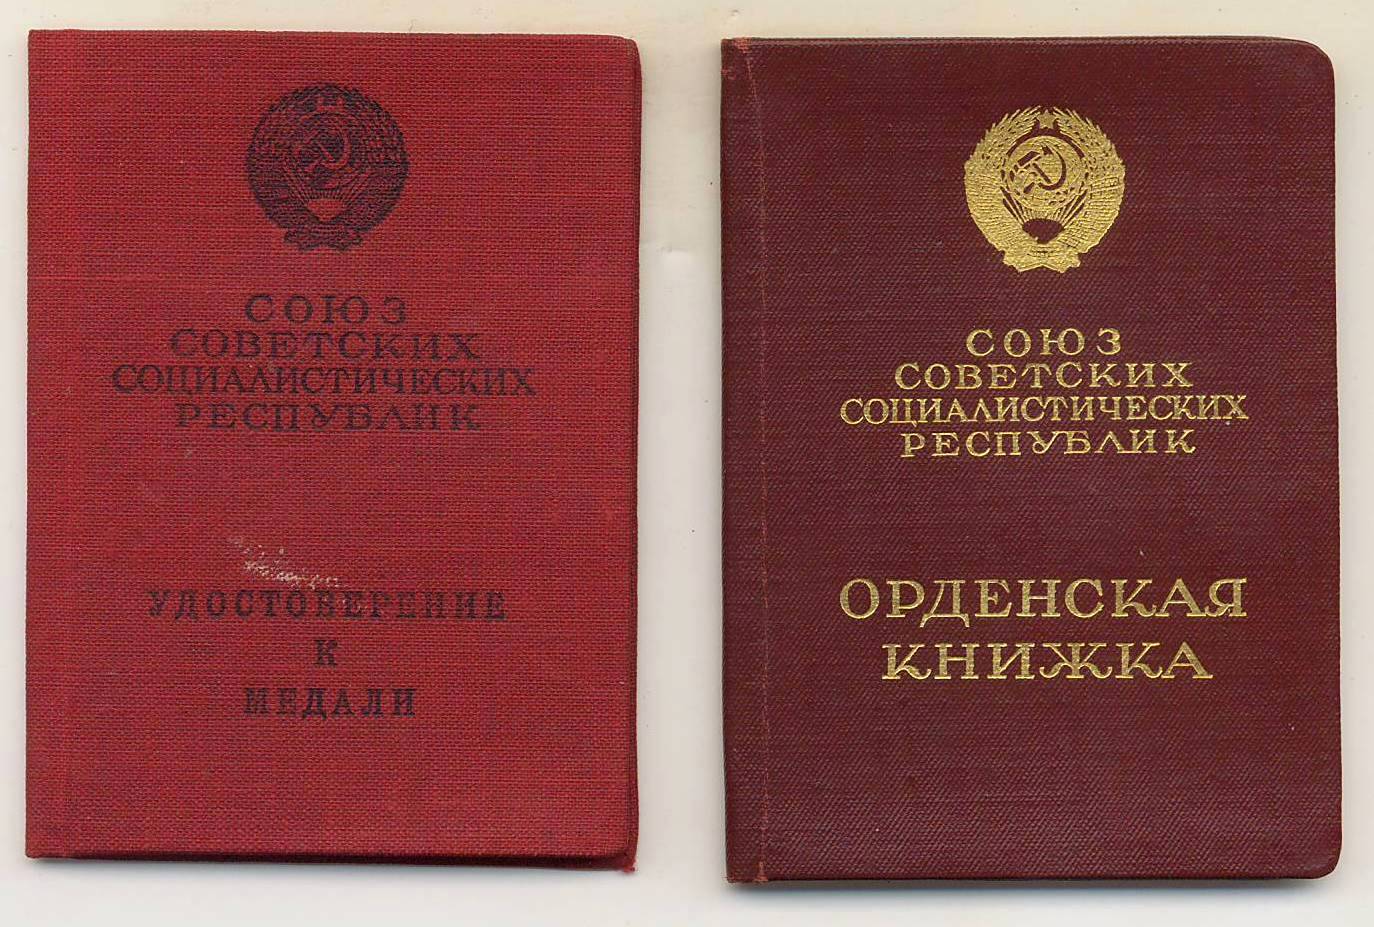 СОЮЗ
СОВЕТСКИХ
СОЦИАЛИСТИЧЕСКИХ
РЕСПУБЛИК
УДОСТОВЕРЕНИЕ
К
МЕДАЛИ
СОЮЗ
СОВЕТСКИХ
СОЦИАЛИСТИЧЕСКИХ
РЕСПУБЛИК
ОРДЕНСКАЯ
КНИЖКА